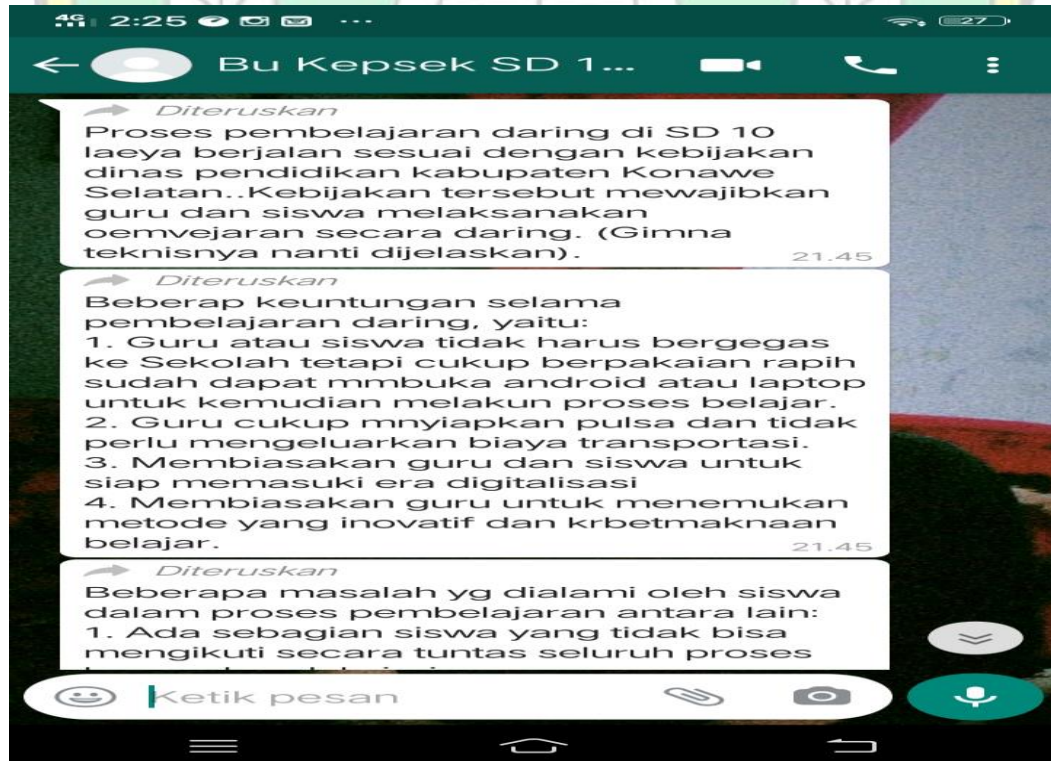 4G 2:25 ...
27
Bu Kepsek SD 1...
Diteruskan
Proses pembelajaran daring di SD 10
laeya berjalan sesuai dengan kebijakan
dinas pendidikan kabupaten Konawe
Selatan..Kebijakan tersebut mewajibkan
guru dan siswa melaksanakan
oemvejaran secara daring. (Gimna
teknisnya nanti dijelaskan).
21.45
Diteruskan
Beberap keuntungan selama
pembelajaran daring, yaitu:
1. Guru atau siswa tidak harus bergegas
ke Sekolah tetapi cukup berpakaian rapih
sudah dapat mmbuka android atau laptop
untuk kemudian melakun proses belajar.
2. Guru cukup mnyiapkan pulsa dan tidak
perlu mengeluarkan biaya transportasi.
3. Membiasakan guru dan siswa untuk
siap memasuki era digitalisasi
4. Membiasakan guru untuk menemukan
metode yang inovatif dan krbetmaknaan
belajar.
21.45
Diteruskan
Beberapa masalah yg dialami oleh siswa
dalam proses pembelajaran antara lain:
1. Ada sebagian siswa yang tidak bisa
mengikuti secara tuntas seluruh proses
Ketik pesan